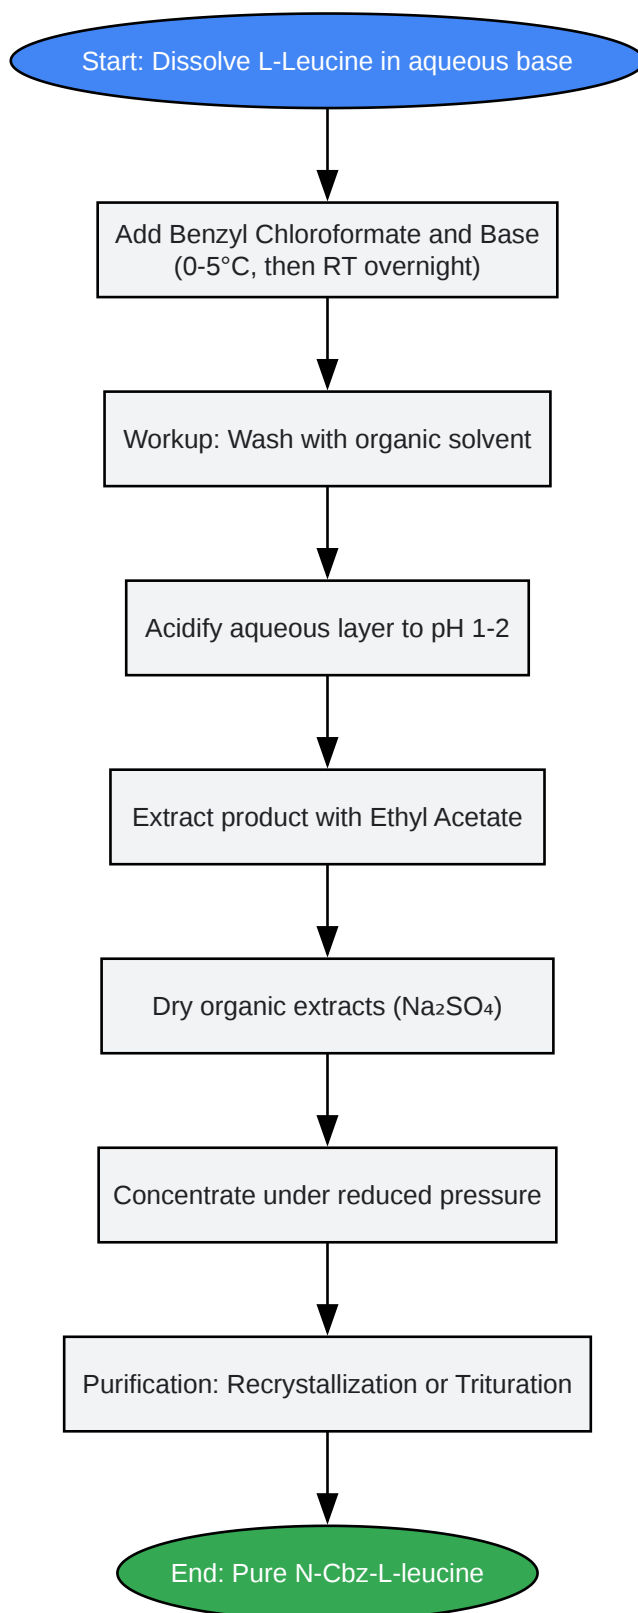 Start: Dissolve L-Leucine in aqueous base
Add Benzyl Chloroformate and Base
(0-5°C, then RT overnight)
Workup: Wash with organic solvent
Acidify aqueous layer to pH 1-2
Extract product with Ethyl Acetate
Dry organic extracts (Na₂SO₄)
Concentrate under reduced pressure
Purification: Recrystallization or Trituration
End: Pure N-Cbz-L-leucine